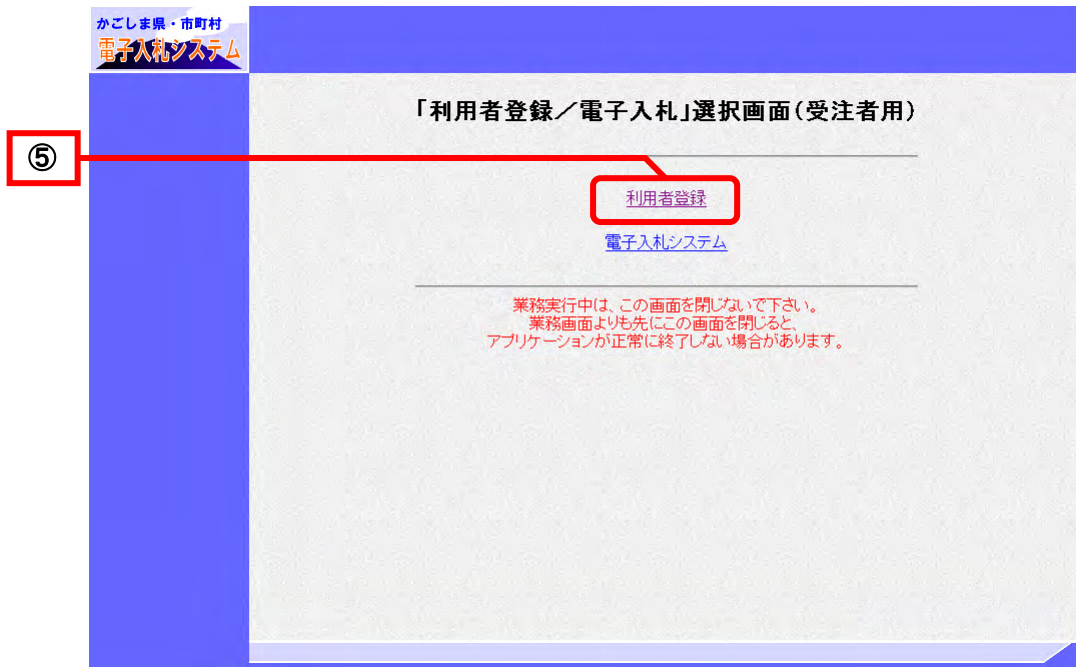 かごしま県・市町村
電子入札システム
「利用者登録/電子入札」選択画面(受注者用)
⑤
利用者登録
電子入札システム
業務実行中は、この画面を閉じないで下さい。
業務画面よりも先にこの画面を閉じると、
アプリケーションが正常に終了しない場合があります。